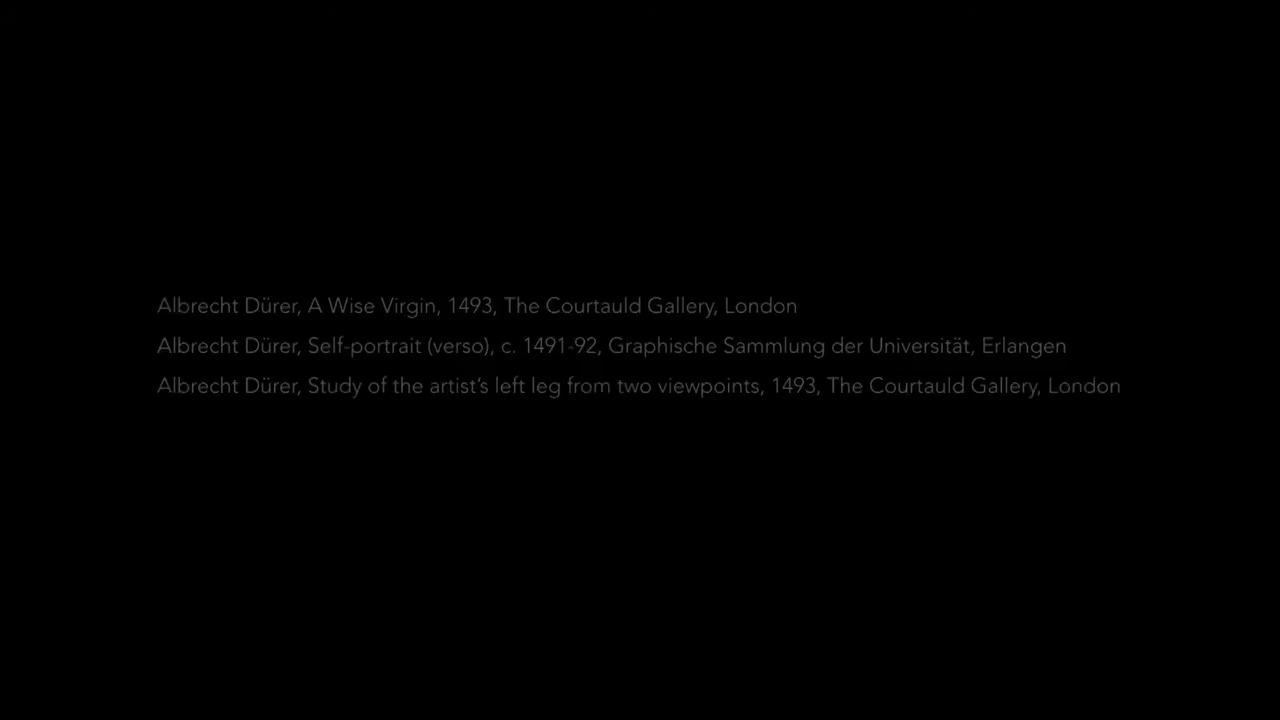 Albrecht Dürer, A Wise Virgin, 1493, The Courtauld Gallery, London
Albrecht Dürer, Self-portrait (verso), c. 1491-92, Graphische Sammlung der Universität, Erlangen
Albrecht Dürer, Study of the artist’s left leg from two viewpoints, 1493, The Courtauld Gallery, London